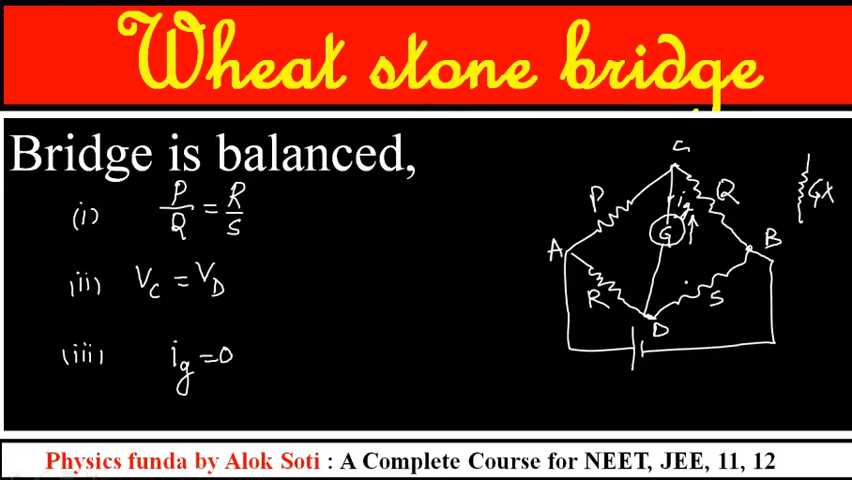 Wheat stone bridge
Bridge is balanced,
(i) P/Q = R/S
(ii) V_C = V_D
(iii) i_g = 0
P
i_g
Q
A
G
B
R
S
D
Physics funda by Alok Soti : A Complete Course for NEET, JEE, 11, 12